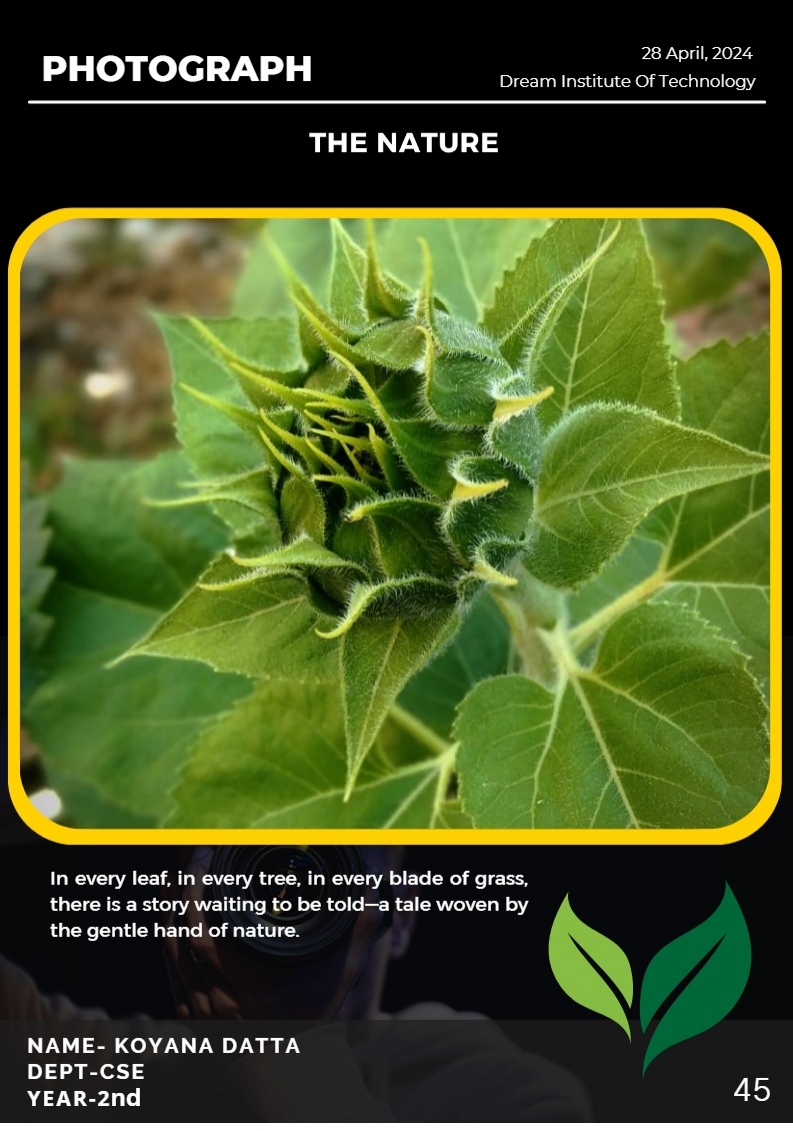 PHOTOGRAPH
28 April, 2024
Dream Institute Of Technology
THE NATURE
In every leaf, in every tree, in every blade of grass,
there is a story waiting to be told—a tale woven by
the gentle hand of nature.
NAME- KOYANA DATTA
DEPT-CSE
YEAR-2nd
45